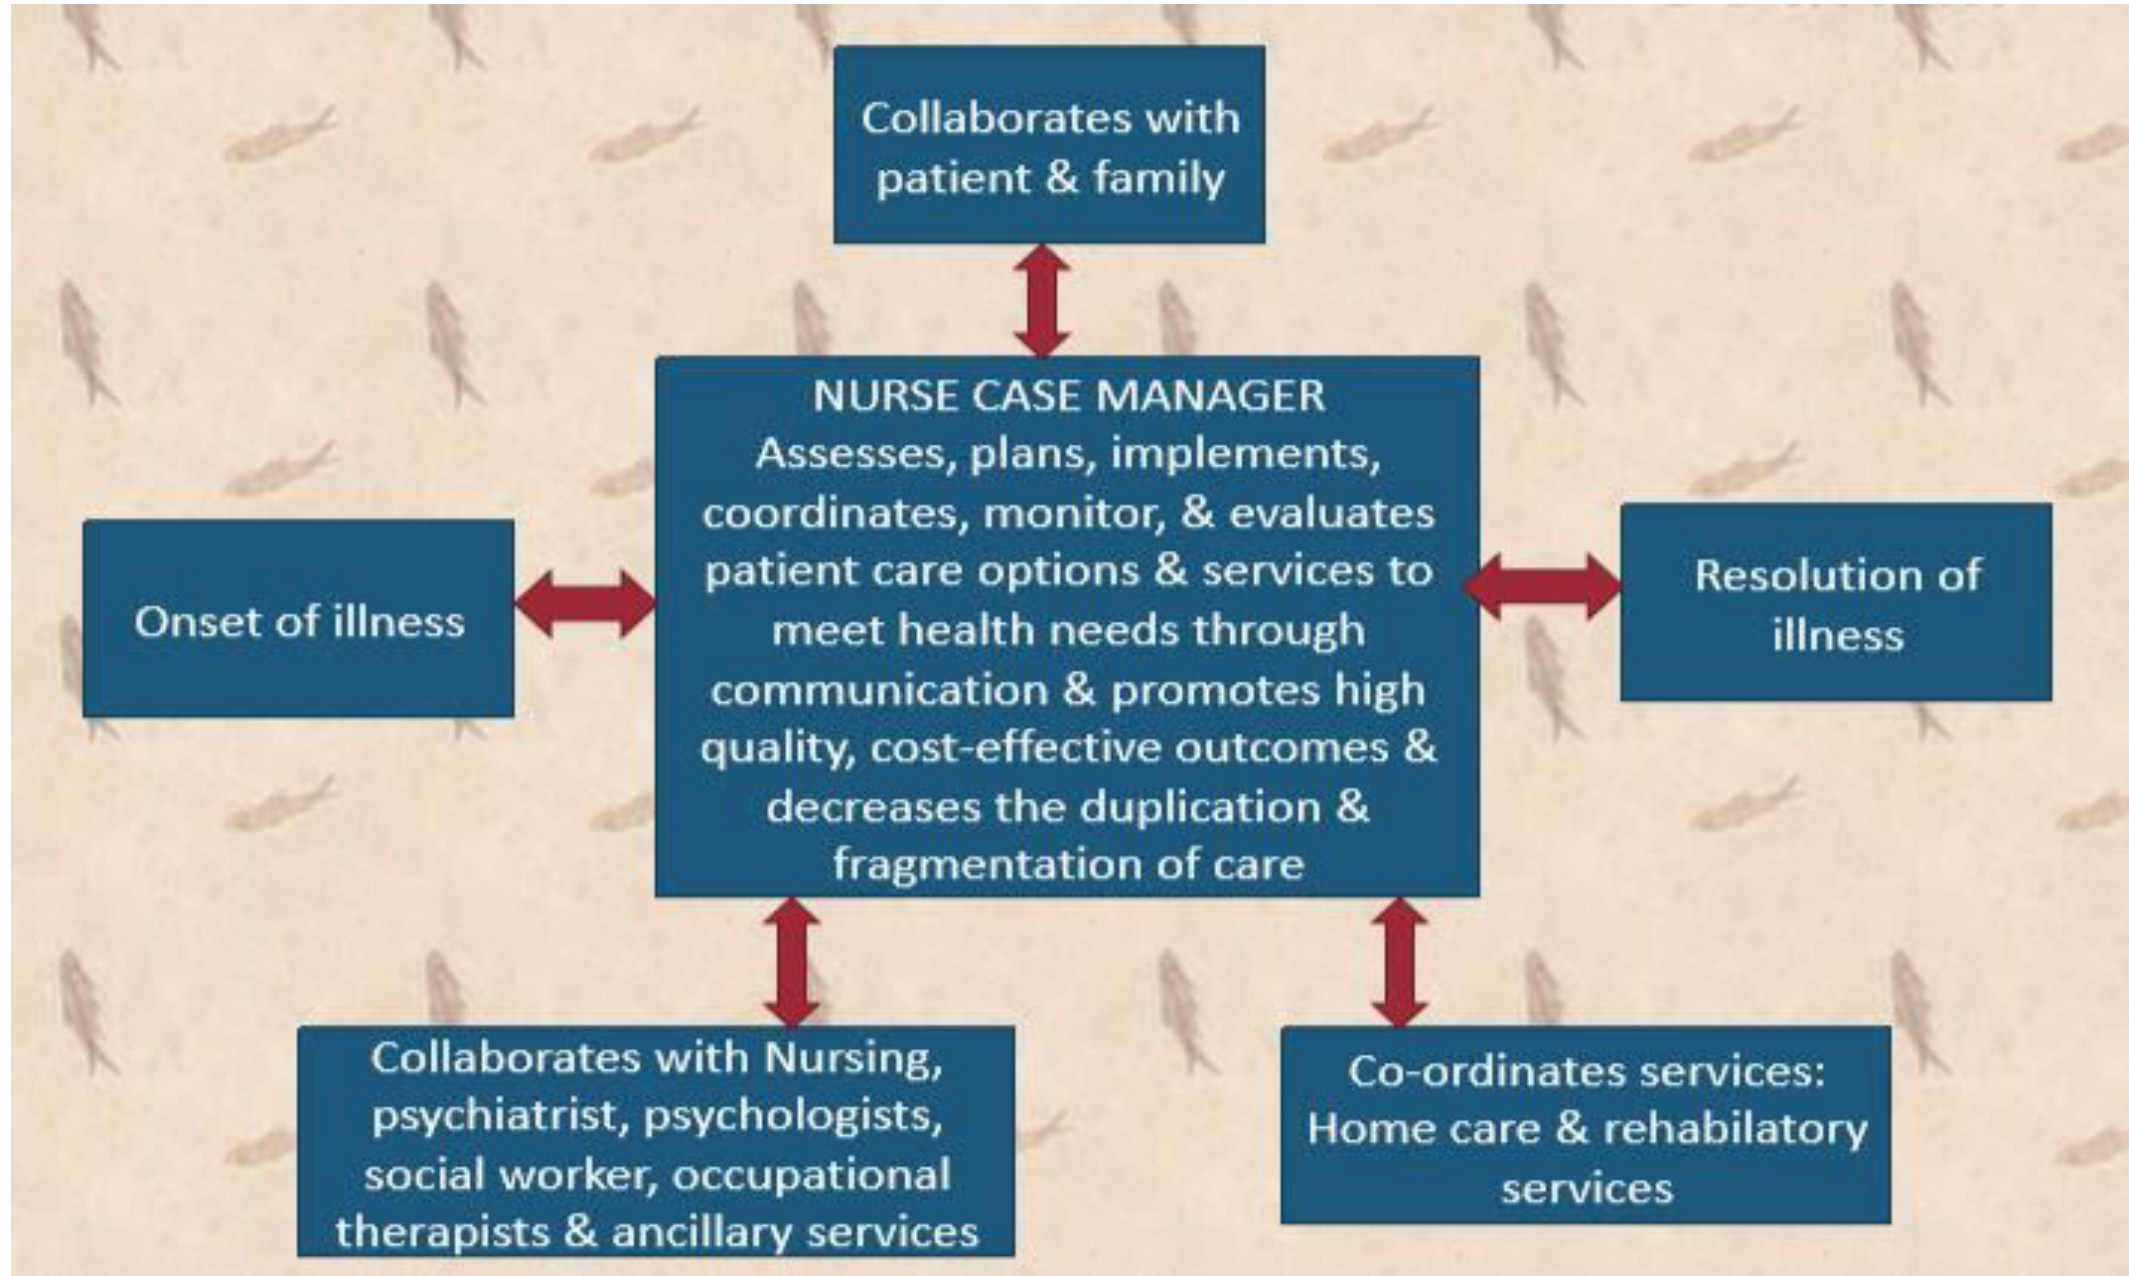 Collaborates with
patient & family
NURSE CASE MANAGER
Assesses, plans, implements,
coordinates, monitor, & evaluates
patient care options & services to
meet health needs through
communication & promotes high
quality, cost-effective outcomes &
decreases the duplication &
fragmentation of care
Onset of illness
Resolution of
illness
Collaborates with Nursing,
psychiatrist, psychologists,
social worker, occupational
therapists & ancillary services
Co-ordinates services:
Home care & rehabilatory
services